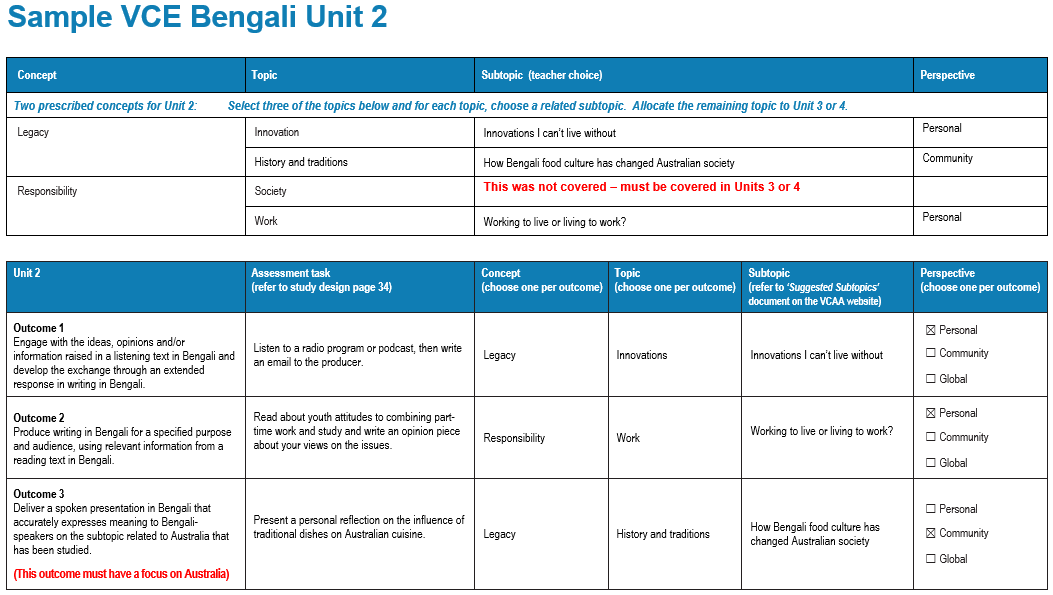 Sample VCE Bengali Unit 2
Concept Topic Subtopic (teacher choice) Perspective
Two prescribed concepts for Unit 2: Select three of the topics below and for each topic, choose a related subtopic. Allocate the remaining topic to Unit 3 or 4.
Legacy Innovation Innovations I can't live without Personal
History and traditions How Bengali food culture has changed Australian society Community
Responsibility Society This was not covered – must be covered in Units 3 or 4
Work Working to live or living to work? Personal
Unit 2
Assessment task
(refer to study design page 34)
Concept
(choose one per outcome)
Topic
(choose one per outcome)
Subtopic
(refer to ‘Suggested Subtopics’
document on the VCAA website)
Perspective
(choose one per outcome)
Outcome 1
Engage with the ideas, opinions and/or
information raised in a listening text in Bengali and
develop the exchange through an extended
response in writing in Bengali.
Listen to a radio program or podcast, then write
an email to the producer.
Legacy
Innovations
Innovations I can't live without
☒ Personal
☐ Community
☐ Global
Outcome 2
Produce writing in Bengali for a specified purpose
and audience, using relevant information from a
reading text in Bengali.
Read about youth attitudes to combining part-
time work and study and write an opinion piece
about your views on the issues.
Responsibility
Work
Working to live or living to work?
☒ Personal
☐ Community
☐ Global
Outcome 3
Deliver a spoken presentation in Bengali that
accurately expresses meaning to Bengali-
speakers on the subtopic related to Australia that
has been studied.
(This outcome must have a focus on Australia)
Present a personal reflection on the influence of
traditional dishes on Australian cuisine.
Legacy
History and traditions
How Bengali food culture has
changed Australian society
☐ Personal
☒ Community
☐ Global